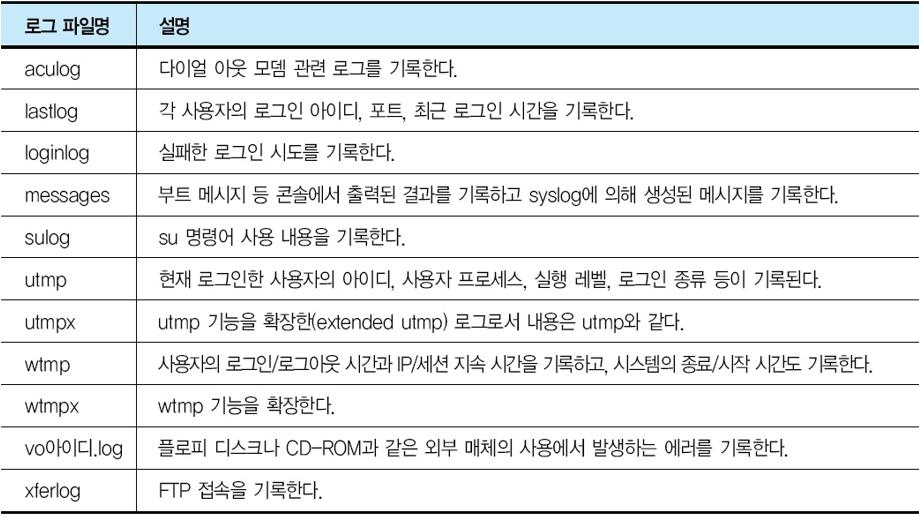 로그 파일명 설명
aculog 다이얼 아웃 모뎀 관련 로그를 기록한다.
lastlog 각 사용자의 로그인 아이디, 포트, 최근 로그인 시간을 기록한다.
loginlog 실패한 로그인 시도를 기록한다.
messages 부트 메시지 등 콘솔에서 출력된 결과를 기록하고 syslog에 의해 생성된 메시지를 기록한다.
sulog su 명령어 사용 내용을 기록한다.
utmp 현재 로그인한 사용자의 아이디, 사용자 프로세스, 실행 레벨, 로그인 종류 등이 기록된다.
utmpx utmp 기능을 확장한(extended utmp) 로그로서 내용은 utmp와 같다.
wtmp 사용자의 로그인/로그아웃 시간과 IP/세션 지속 시간을 기록하고, 시스템의 종료/시작 시간도 기록한다.
wtmpx wtmp 기능을 확장한다.
vo아이디.log 플로피 디스크나 CD-ROM과 같은 외부 매체의 사용에서 발생하는 에러를 기록한다.
xferlog FTP 접속을 기록한다.